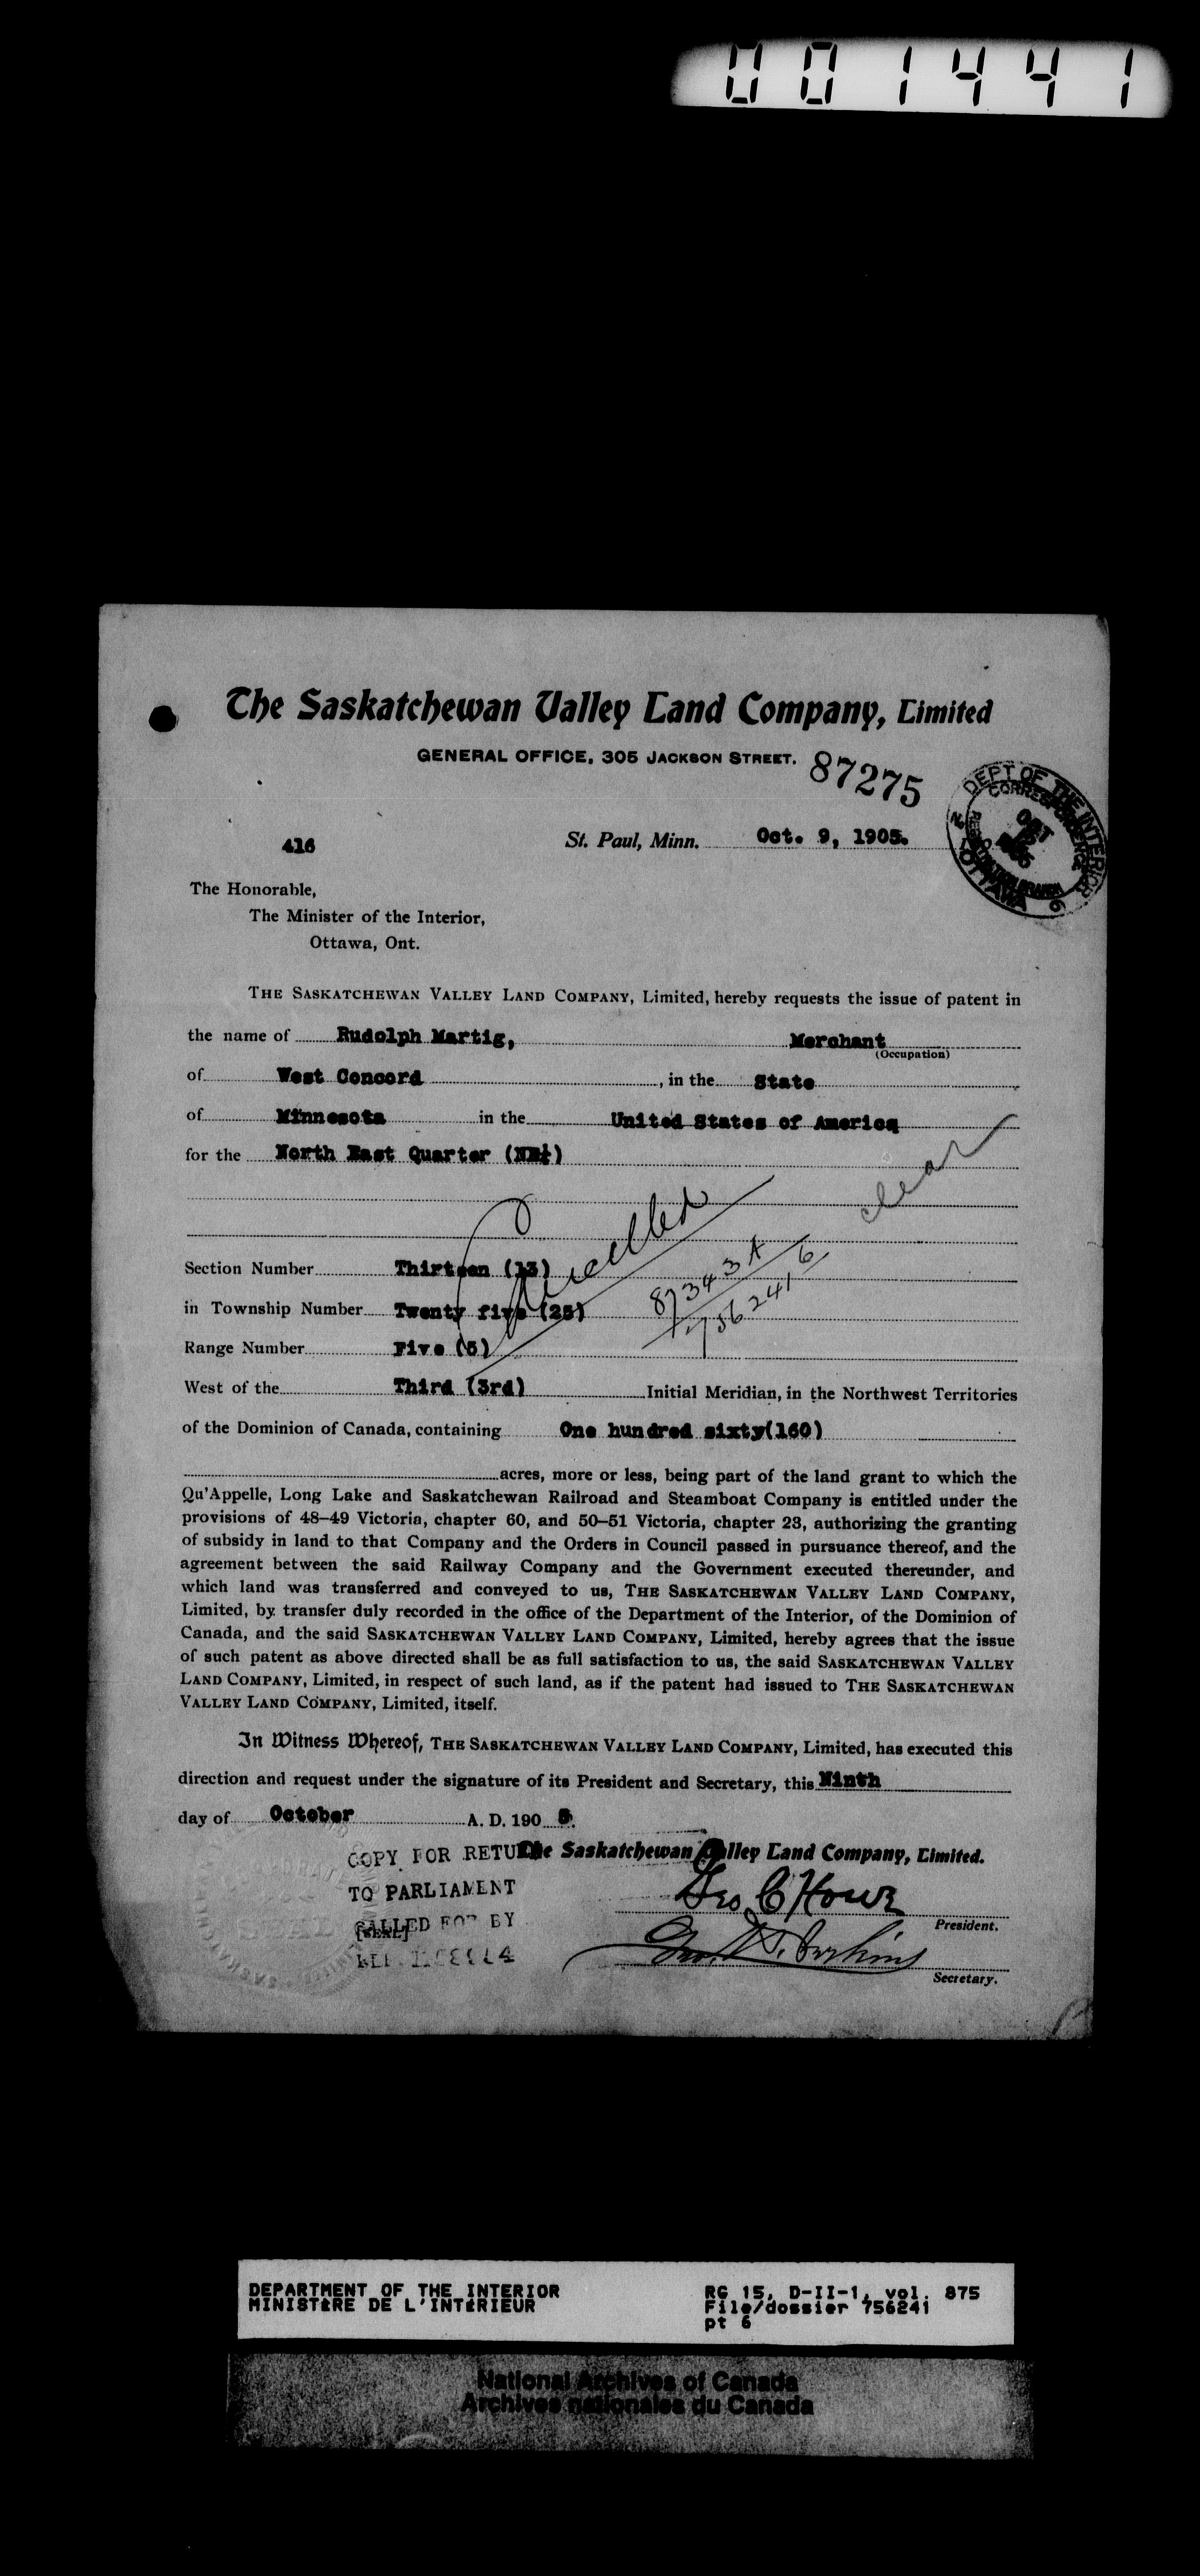 001441
The Saskatchewan Valley Land Company, Limited
GENERAL OFFICE, 305 JACKSON STREET.
87275
DEPT OF THE INTERIOR
OTTAWA
416
St. Paul, Minn. Oct. 9, 1905.
The Honorable,
The Minister of the Interior,
Ottawa, Ont.
THE SASKATCHEWAN VALLEY LAND COMPANY, Limited, hereby requests the issue of patent in
the name of Rudolph Martig, Merchant
(Occupation)
of West Concord, in the State
of Minnesota in the United States of America
for the North East Quarter (NE¼)
clear
Cancelled
Section Number Thirteen (13)
87343 A
in Township Number Twenty five (25)
756241 6
Range Number Five (5)
West of the Third (3rd) Initial Meridian, in the Northwest Territories
of the Dominion of Canada, containing One hundred sixty(160)
acres, more or less, being part of the land grant to which the
Qu'Appelle, Long Lake and Saskatchewan Railroad and Steamboat Company is entitled under the
provisions of 48–49 Victoria, chapter 60, and 50–51 Victoria, chapter 23, authorizing the granting
of subsidy in land to that Company and the Orders in Council passed in pursuance thereof, and the
agreement between the said Railway Company and the Government executed thereunder, and
which land was transferred and conveyed to us, THE SASKATCHEWAN VALLEY LAND COMPANY,
Limited, by transfer duly recorded in the office of the Department of the Interior, of the Dominion of
Canada, and the said SASKATCHEWAN VALLEY LAND COMPANY, Limited, hereby agrees that the issue
of such patent as above directed shall be as full satisfaction to us, the said SASKATCHEWAN VALLEY
LAND COMPANY, Limited, in respect of such land, as if the patent had issued to THE SASKATCHEWAN
VALLEY LAND COMPANY, Limited, itself.
In Witness Whereof, THE SASKATCHEWAN VALLEY LAND COMPANY, Limited, has executed this
direction and request under the signature of its President and Secretary, this Ninth
day of October A. D. 190 5.
The Saskatchewan Valley Land Company, Limited.
COPY FOR RETURN
TO PARLIAMENT
CALLED FOR BY
[SEAL]
Geo C Howe
President.
Secretary.
DEPARTMENT OF THE INTERIOR
MINISTÈRE DE L'INTÉRIEUR
RG 15, D-II-1, vol. 875
File/dossier 756241
pt 6
National Archives of Canada
Archives nationales du Canada